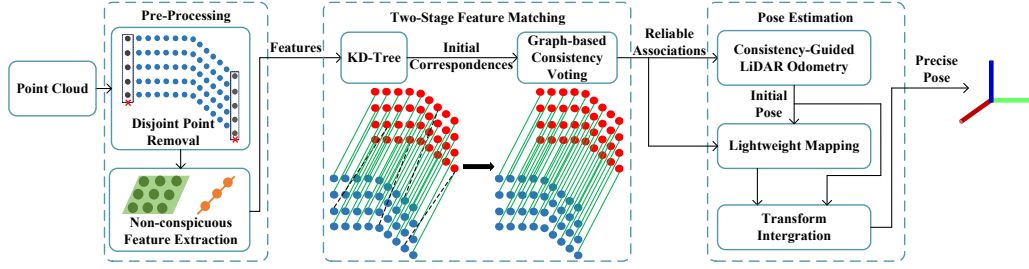 Pre-Processing
Point Cloud
Disjoint Point
Removal
Non-conspicuous
Feature Extraction
Features
Two-Stage Feature Matching
KD-Tree
Initial
Correspondences
Graph-based
Consistency
Voting
Reliable
Associations
Pose Estimation
Consistency-Guided
LiDAR Odometry
Initial
Pose
Lightweight Mapping
Transform
Intergration
Precise
Pose